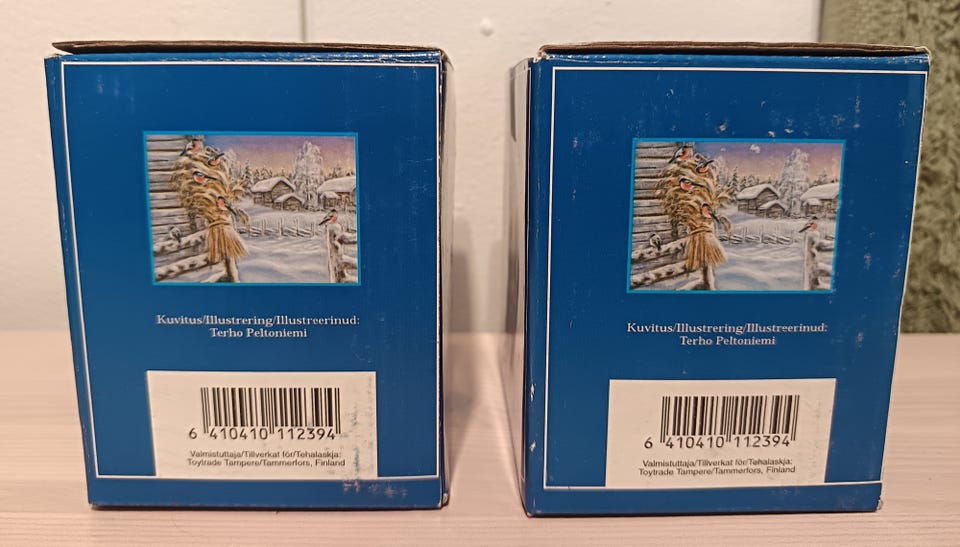 Kuvitus/Illustrering/Illustreerinud:
Terho Peltoniemi
6 410410 112394
Valmistuttaja/Tillverkat för/Tehalaskja:
Toytrade Tampere/Tammerfors, Finland
Kuvitus/Illustrering/Illustreerinud:
Terho Peltoniemi
6 410410 112394
Valmistuttaja/Tillverkat för/Tehalaskja:
Toytrade Tampere/Tammerfors, Finland